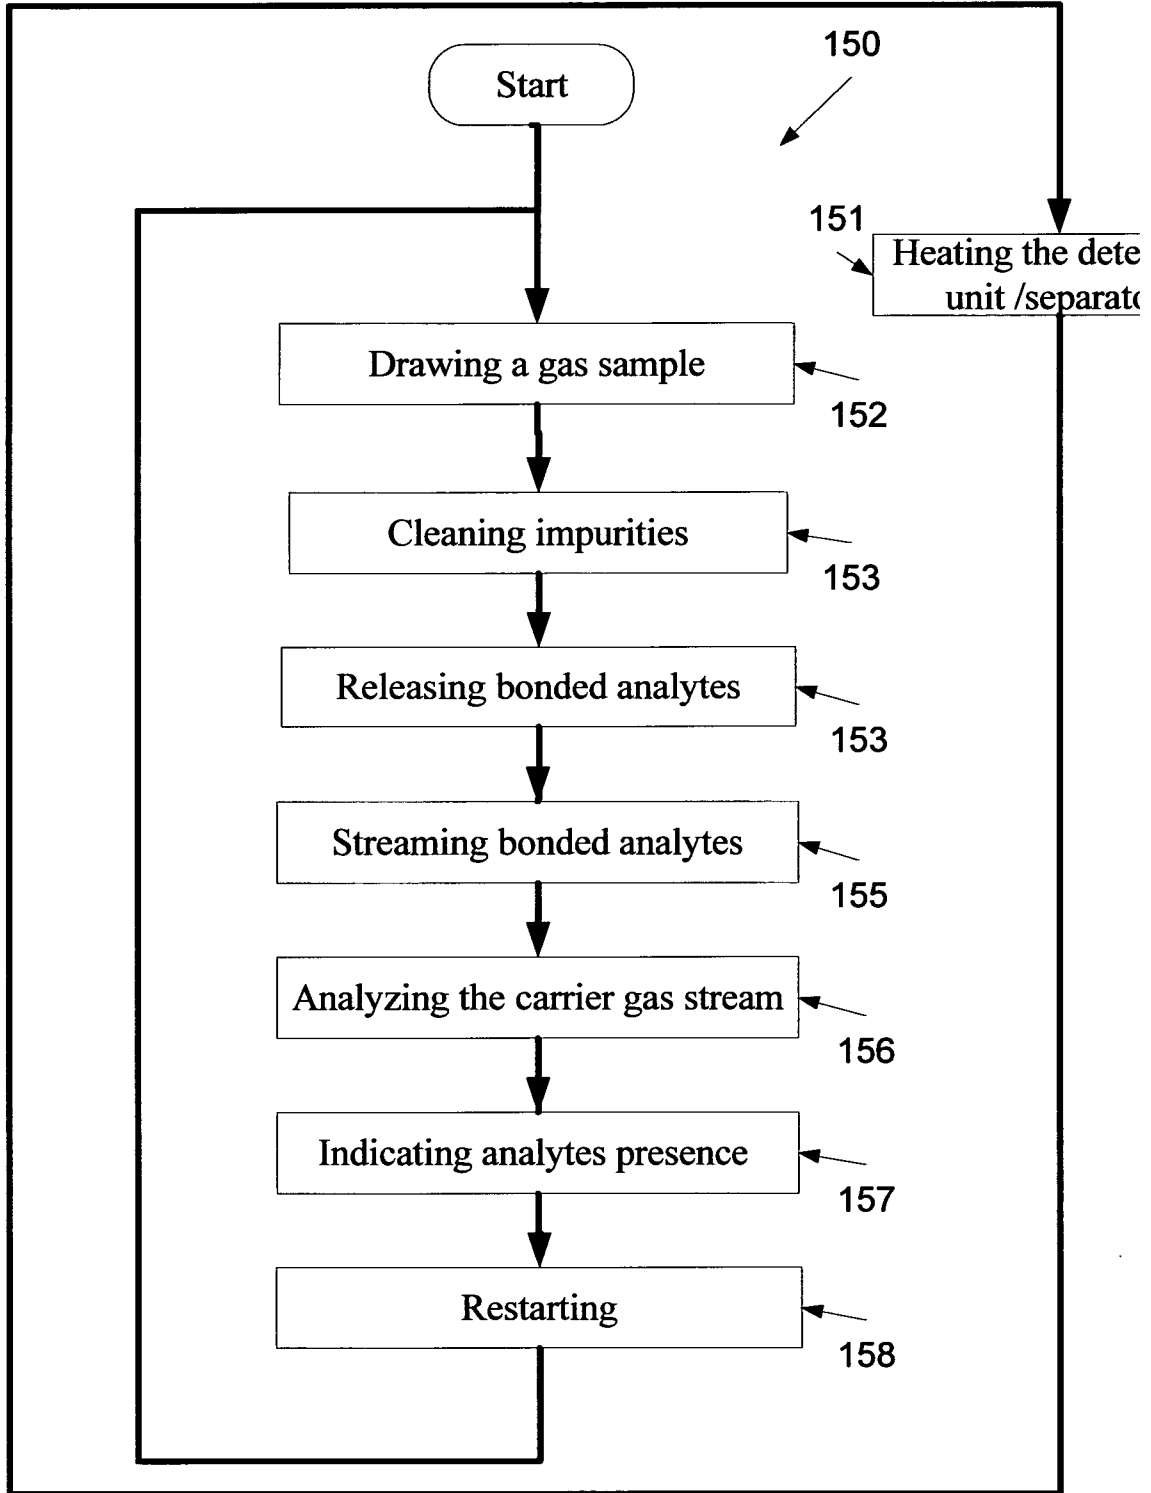 Start
150
151
Heating the dete
unit /separato
Drawing a gas sample
152
Cleaning impurities
153
Releasing bonded analytes
153
Streaming bonded analytes
155
Analyzing the carrier gas stream
156
Indicating analytes presence
157
Restarting
158